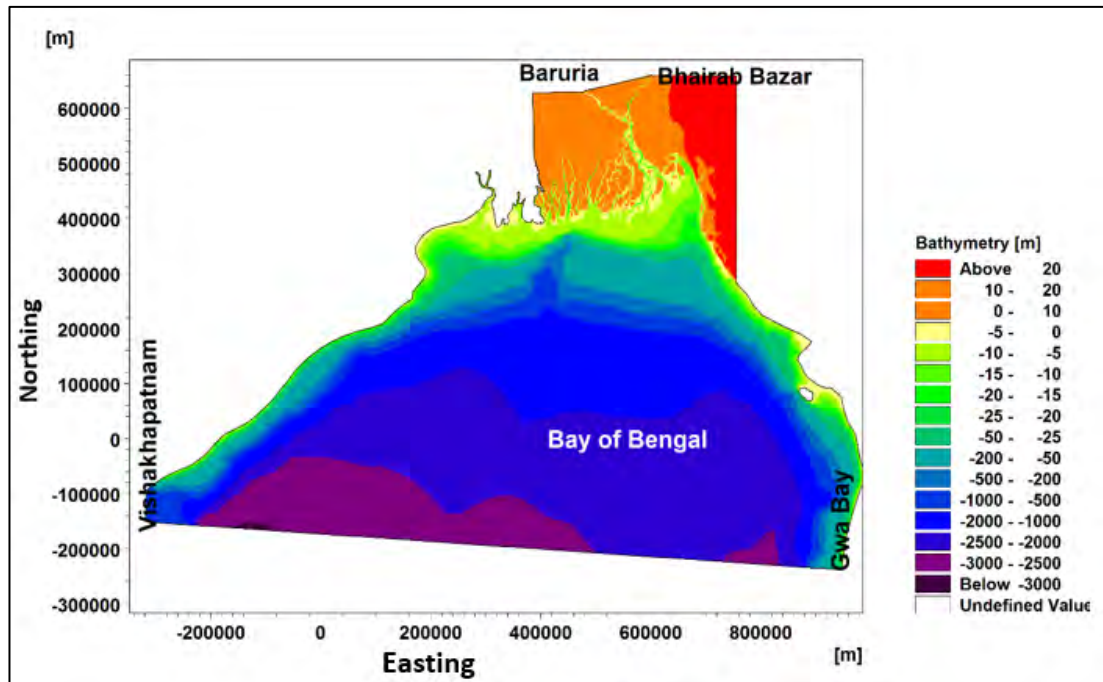 [m]
Baruria
Bhairab Bazar
600000
500000
400000
300000
200000
100000
0
-100000
-200000
-300000
Northing
Vishakhapatnam
Bay of Bengal
Gwa Bay
-200000 0 200000 400000 600000 800000
Easting
[m]
Bathymetry [m]
Above 20
10 - 20
0 - 10
-5 - 0
-10 - -5
-15 - -10
-20 - -15
-25 - -20
-50 - -25
-200 - -50
-500 - -200
-1000 - -500
-2000 - -1000
-2500 - -2000
-3000 - -2500
Below -3000
Undefined Value